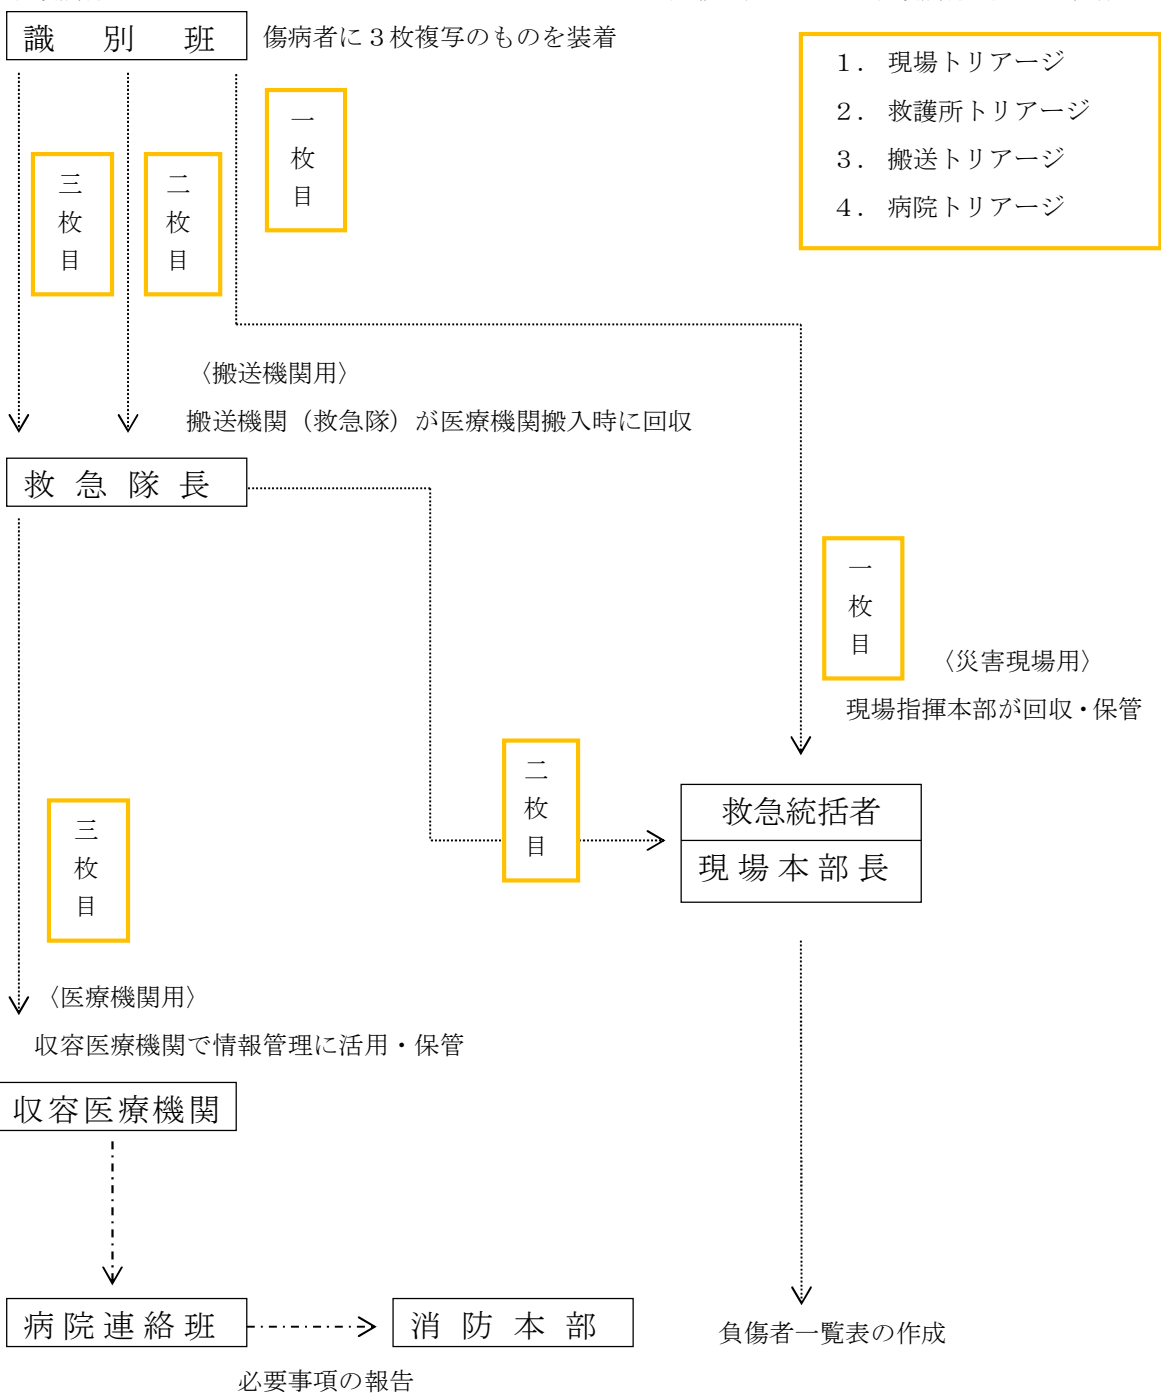 識別班
傷病者に３枚複写のものを装着
１．現場トリアージ
２．救護所トリアージ
３．搬送トリアージ
４．病院トリアージ
一枚目
三枚目
二枚目
〈搬送機関用〉
搬送機関（救急隊）が医療機関搬入時に回収
救急隊長
一枚目
〈災害現場用〉
現場指揮本部が回収・保管
二枚目
救急統括者
現場本部長
三枚目
〈医療機関用〉
収容医療機関で情報管理に活用・保管
収容医療機関
病院連絡班
消防本部
負傷者一覧表の作成
必要事項の報告